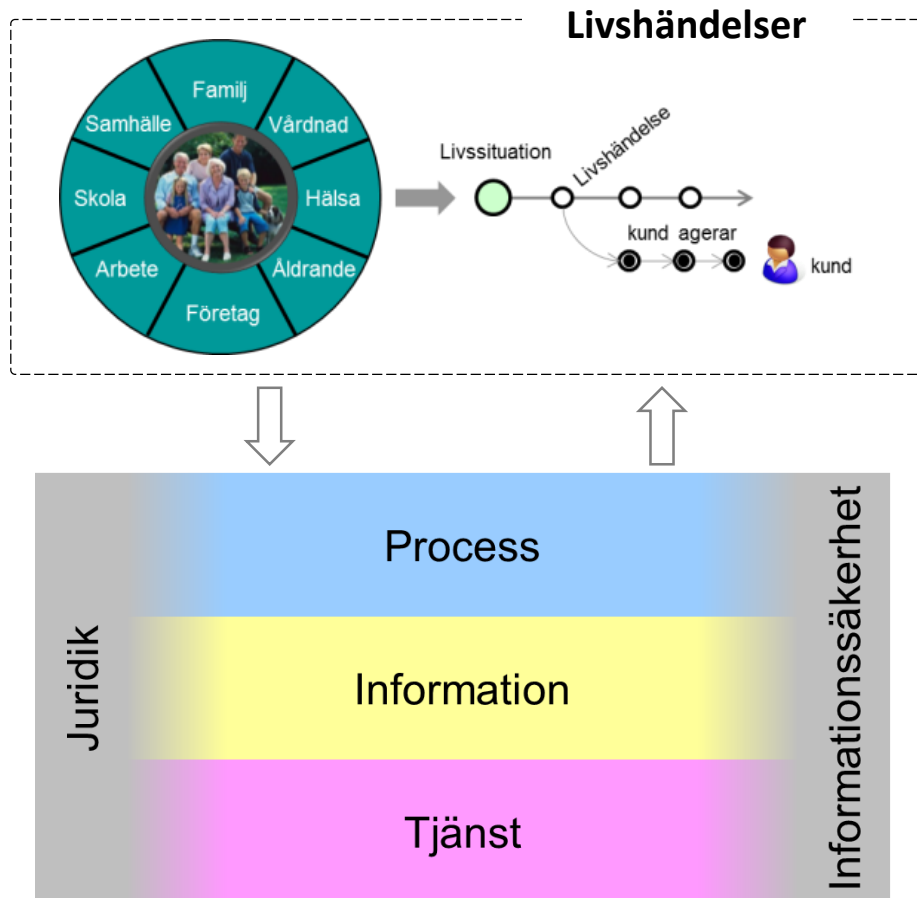 Livshändelser
Familj
Vårdnad
Hälsa
Åldrande
Företag
Arbete
Skola
Samhälle
Livssituation
Livshändelse
kund agerar
kund
Juridik
Process
Information
Tjänst
Informationssäkerhet